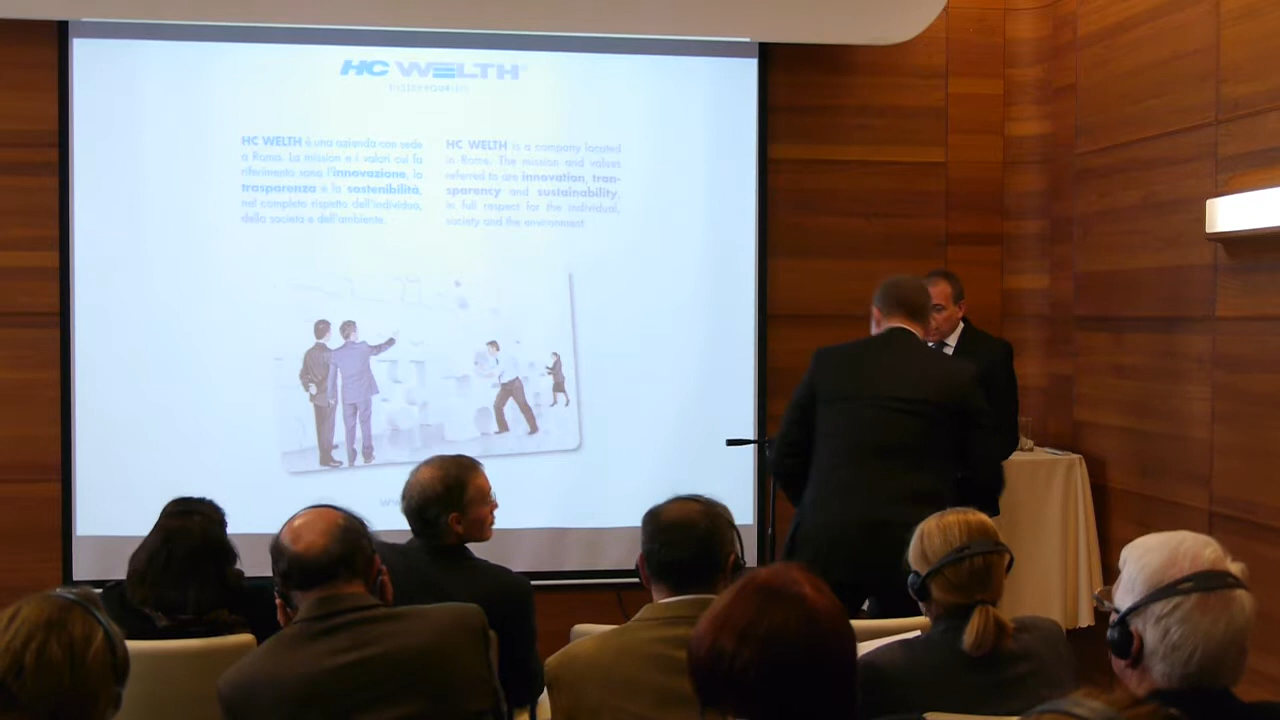 HC WELTH
HC WELTH è una azienda con sede
a Roma. La mission e i valori cui fa
riferimento sono l'innovazione, la
trasparenza e la sostenibilità,
nel completo rispetto dell'individuo,
della società e dell'ambiente.
HC WELTH is a company located
in Rome. The mission and values
referred to are innovation, tran-
sparency and sustainability,
in full respect for the individual,
society and the environment